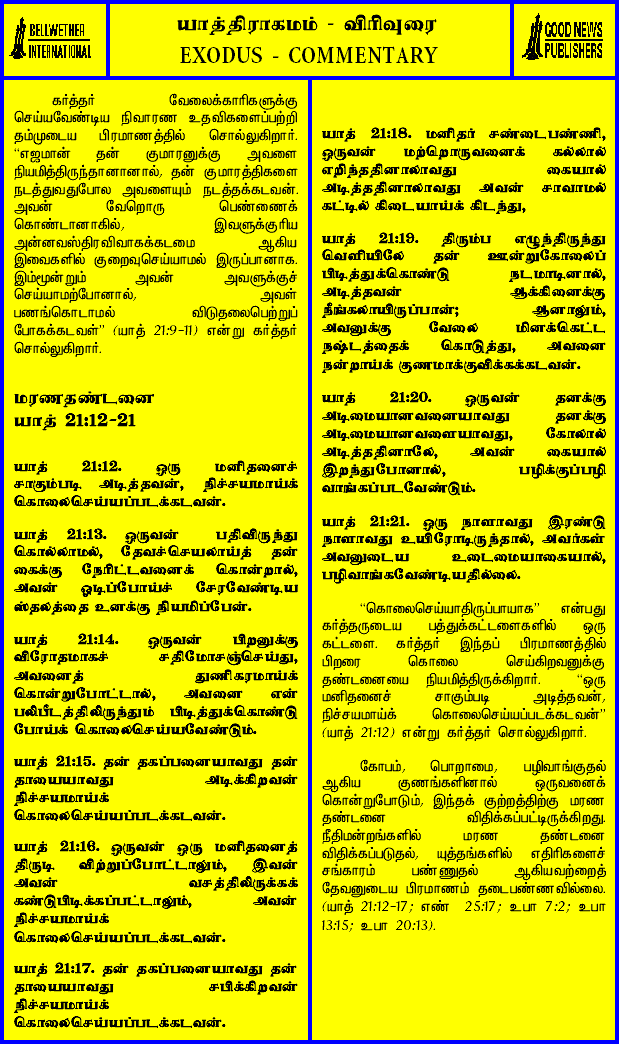 BELLWETHER
INTERNATIONAL
யாத்திராகமம் - விரிவுரை
EXODUS - COMMENTARY
GOOD NEWS
PUBLISHERS
கர்த்தர் வேலைக்காரிகளுக்கு
செய்யவேண்டிய நிவாரண உதவிகளைப்பற்றி
தம்முடைய பிரமாணத்தில் சொல்லுகிறார்.
“எஜமான் தன் குமாரனுக்கு அவளை
நியமித்திருந்தானானால், தன் குமாரத்திகளை
நடத்துவதுபோல அவளையும் நடத்தக்கடவன்.
அவன் வேறொரு பெண்ணைக்
கொண்டானாகில், இவளுக்குரிய
அன்னவஸ்திரவிவாகக்கடமை ஆகிய
இவைகளில் குறைவுசெய்யாமல் இருப்பானாக.
இம்மூன்றும் அவன் அவளுக்குச்
செய்யாமற்போனால், அவள்
பணங்கொடாமல் விடுதலைபெற்றுப்
போகக்கடவள்” (யாத் 21:9-11) என்று கர்த்தர்
சொல்லுகிறார்.
மரணதண்டனை
யாத் 21:12-21
யாத் 21:12. ஒரு மனிதனைச்
சாகும்படி அடித்தவன், நிச்சயமாய்க்
கொலைசெய்யப்படக்கடவன்.
யாத் 21:13. ஒருவன் பதிவிருந்து
கொல்லாமல், தேவச்செயலாய்த் தன்
கைக்கு நேரிட்டவனைக் கொன்றால்,
அவன் ஓடிப்போய்ச் சேரவேண்டிய
ஸ்தலத்தை உனக்கு நியமிப்பேன்.
யாத் 21:14. ஒருவன் பிறனுக்கு
விரோதமாகச் சதிமோசஞ்செய்து,
அவனைத் துணிகரமாய்க்
கொன்றுபோட்டால், அவனை என்
பலிபீடத்திலிருந்தும் பிடித்துக்கொண்டு
போய்க் கொலைசெய்யவேண்டும்.
யாத் 21:15. தன் தகப்பனையாவது தன்
தாயையாவது அடிக்கிறவன்
நிச்சயமாய்க்
கொலைசெய்யப்படக்கடவன்.
யாத் 21:16. ஒருவன் ஒரு மனிதனைத்
திருடி விற்றுப்போட்டாலும், இவன்
அவன் வசத்திலிருக்கக்
கண்டுபிடிக்கப்பட்டாலும், அவன்
நிச்சயமாய்க்
கொலைசெய்யப்படக்கடவன்.
யாத் 21:17. தன் தகப்பனையாவது தன்
தாயையாவது சபிக்கிறவன்
நிச்சயமாய்க்
கொலைசெய்யப்படக்கடவன்.
யாத் 21:18. மனிதர் சண்டைபண்ணி,
ஒருவன் மற்றொருவனைக் கல்லால்
எறிந்ததினாலாவது கையால்
அடித்ததினாலாவது அவன் சாவாமல்
கட்டில் கிடையாய்க் கிடந்து,
யாத் 21:19. திரும்ப எழுந்திருந்து
வெளியிலே தன் ஊன்றுகோலைப்
பிடித்துக்கொண்டு நடமாடினால்,
அடித்தவன் ஆக்கினைக்கு
நீங்கலாயிருப்பான்; ஆனாலும்,
அவனுக்கு வேலை மினக்கெட்ட
நஷ்டத்தைக் கொடுத்து, அவனை
நன்றாய்க் குணமாக்குவிக்கக்கடவன்.
யாத் 21:20. ஒருவன் தனக்கு
அடிமையானவனையாவது தனக்கு
அடிமையானவளையாவது, கோலால்
அடித்ததினாலே, அவன் கையால்
இறந்துபோனால், பழிக்குப்பழி
வாங்கப்படவேண்டும்.
யாத் 21:21. ஒரு நாளாவது இரண்டு
நாளாவது உயிரோடிருந்தால், அவர்கள்
அவனுடைய உடைமையாகையால்,
பழிவாங்கவேண்டியதில்லை.
“கொலைசெய்யாதிருப்பாயாக” என்பது
கர்த்தருடைய பத்துக்கட்டளைகளில் ஒரு
கட்டளை. கர்த்தர் இந்தப் பிரமாணத்தில்
பிறரை கொலை செய்கிறவனுக்கு
தண்டனையை நியமித்திருக்கிறார். “ஒரு
மனிதனைச் சாகும்படி அடித்தவன்,
நிச்சயமாய்க் கொலைசெய்யப்படக்கடவன்”
(யாத் 21:12) என்று கர்த்தர் சொல்லுகிறார்.
கோபம், பொறாமை, பழிவாங்குதல்
ஆகிய குணங்களினால் ஒருவனைக்
கொன்றுபோடும், இந்தக் குற்றத்திற்கு மரண
தண்டனை விதிக்கப்பட்டிருக்கிறது.
நீதிமன்றங்களில் மரண தண்டனை
விதிக்கப்படுதல், யுத்தங்களில் எதிரிகளைச்
சங்காரம் பண்ணுதல் ஆகியவற்றைத்
தேவனுடைய பிரமாணம் தடைபண்ணவில்லை.
(யாத் 21:12-17; எண் 25:17; உபா 7:2; உபா
13:15; உபா 20:13).